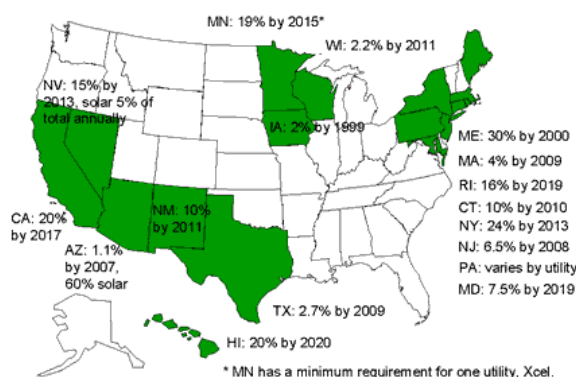 MN: 19% by 2015*
WI: 2.2% by 2011
NV: 15% by
2013, solar 5% of
total annually
IA: 2% by 1999
ME: 30% by 2000
MA: 4% by 2009
RI: 16% by 2019
CT: 10% by 2010
NY: 24% by 2013
NJ: 6.5% by 2008
PA: varies by utility
MD: 7.5% by 2019
CA: 20%
by 2017
NM: 10%
by 2011
AZ: 1.1%
by 2007,
60% solar
TX: 2.7% by 2009
HI: 20% by 2020
* MN has a minimum requirement for one utility, Xcel.